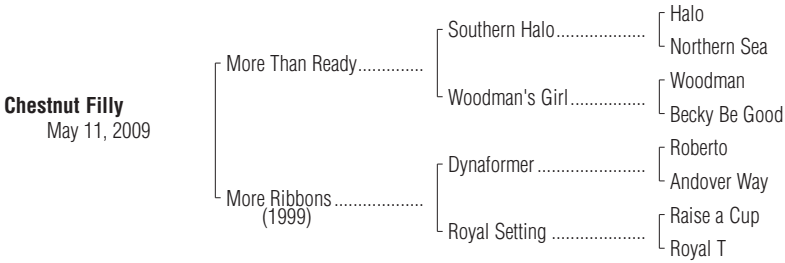 Halo
Southern Halo....................
Northern Sea
More Than Ready..............
Woodman
Woodman's Girl.................
Becky Be Good
Chestnut Filly
May 11, 2009
Roberto
Dynaformer ........................
Andover Way
More Ribbons....................
(1999)
Raise a Cup
Royal Setting .....................
Royal T